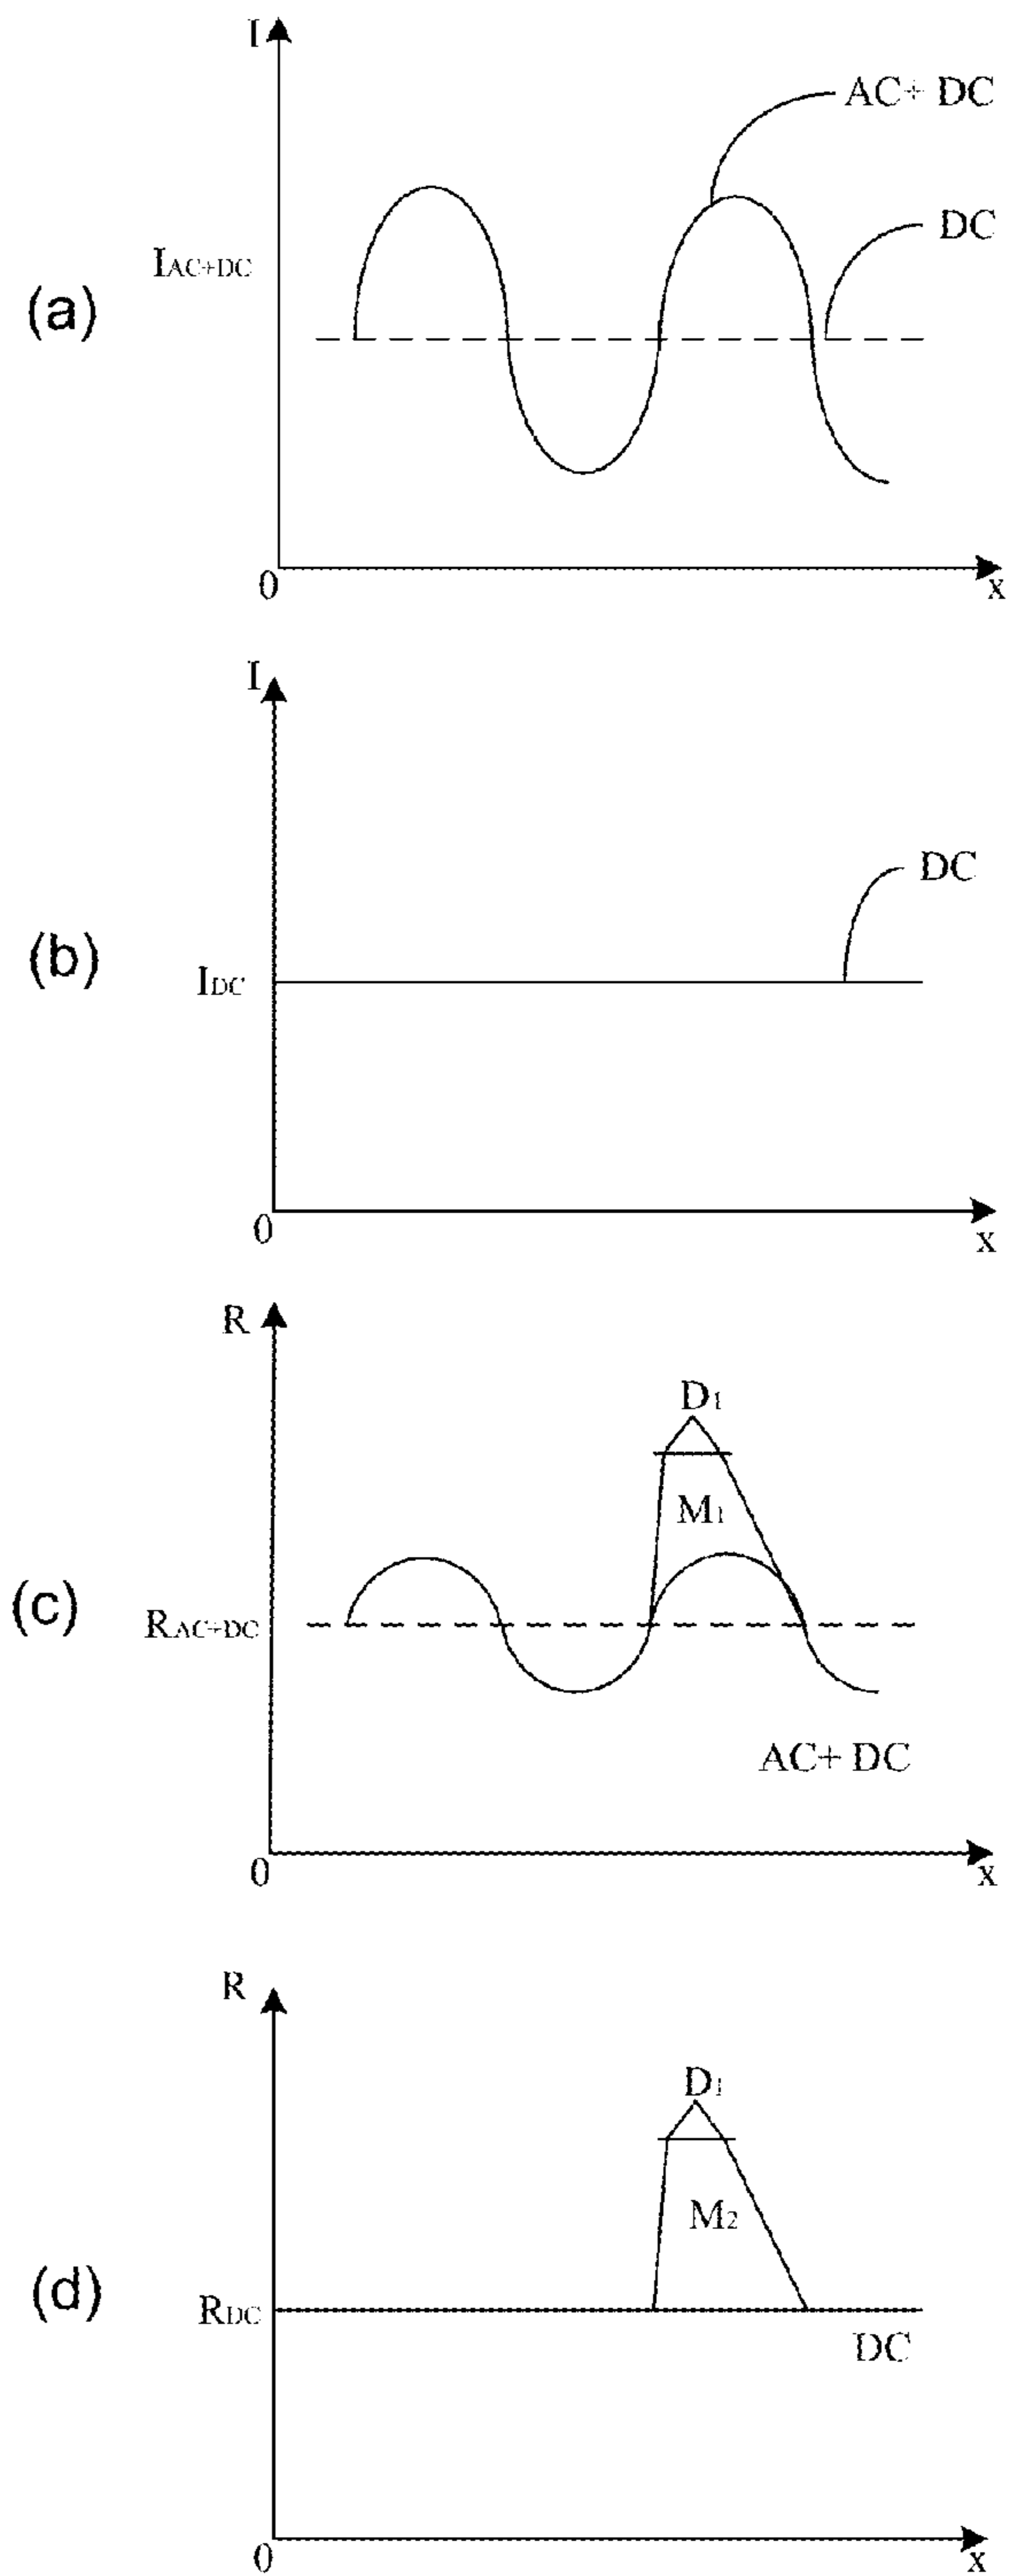 I
AC+ DC
DC
IAC+DC
(a)
0
x
I
DC
(b)
IDC
0
x
R
D1
M1
(c)
RAC+DC
AC+ DC
0
x
R
D1
M2
(d)
RDC
DC
0
x